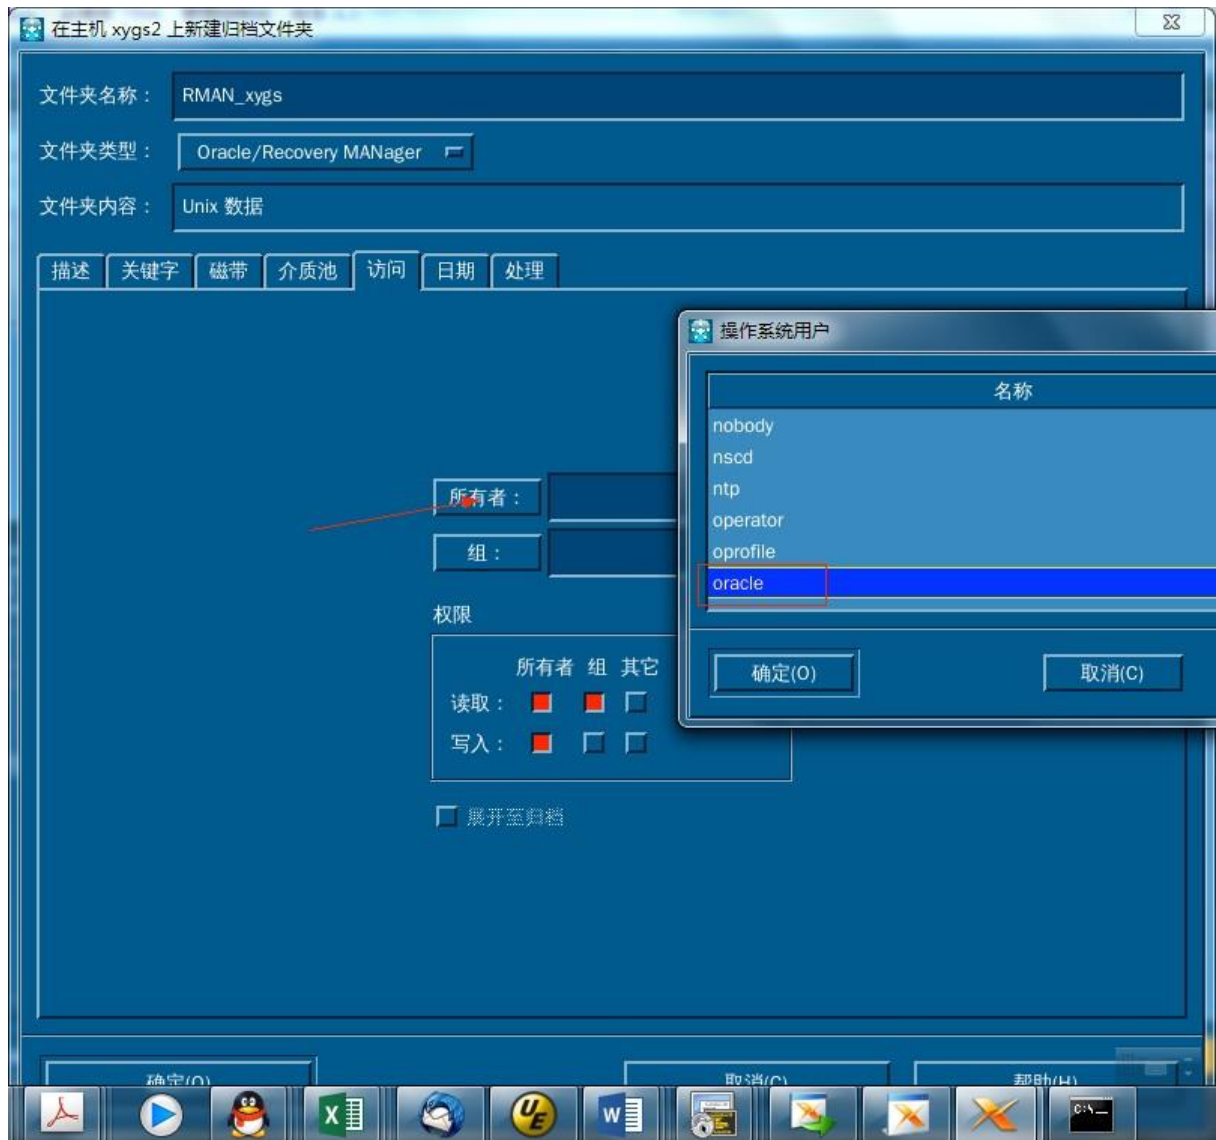 在主机 xygs2 上新建归档文件夹
文件夹名称： RMAN_xygs
文件夹类型： Oracle/Recovery MANager
文件夹内容： Unix 数据
描述 关键字 磁带 介质池 访问 日期 处理
操作系统用户
名称
nobody
nscd
ntp
operator
oprofile
oracle
确定(O) 取消(C)
所有者：
组：
权限
所有者 组 其它
读取：
写入：
展开至归档
确定(O) 取消(C) 帮助(H)